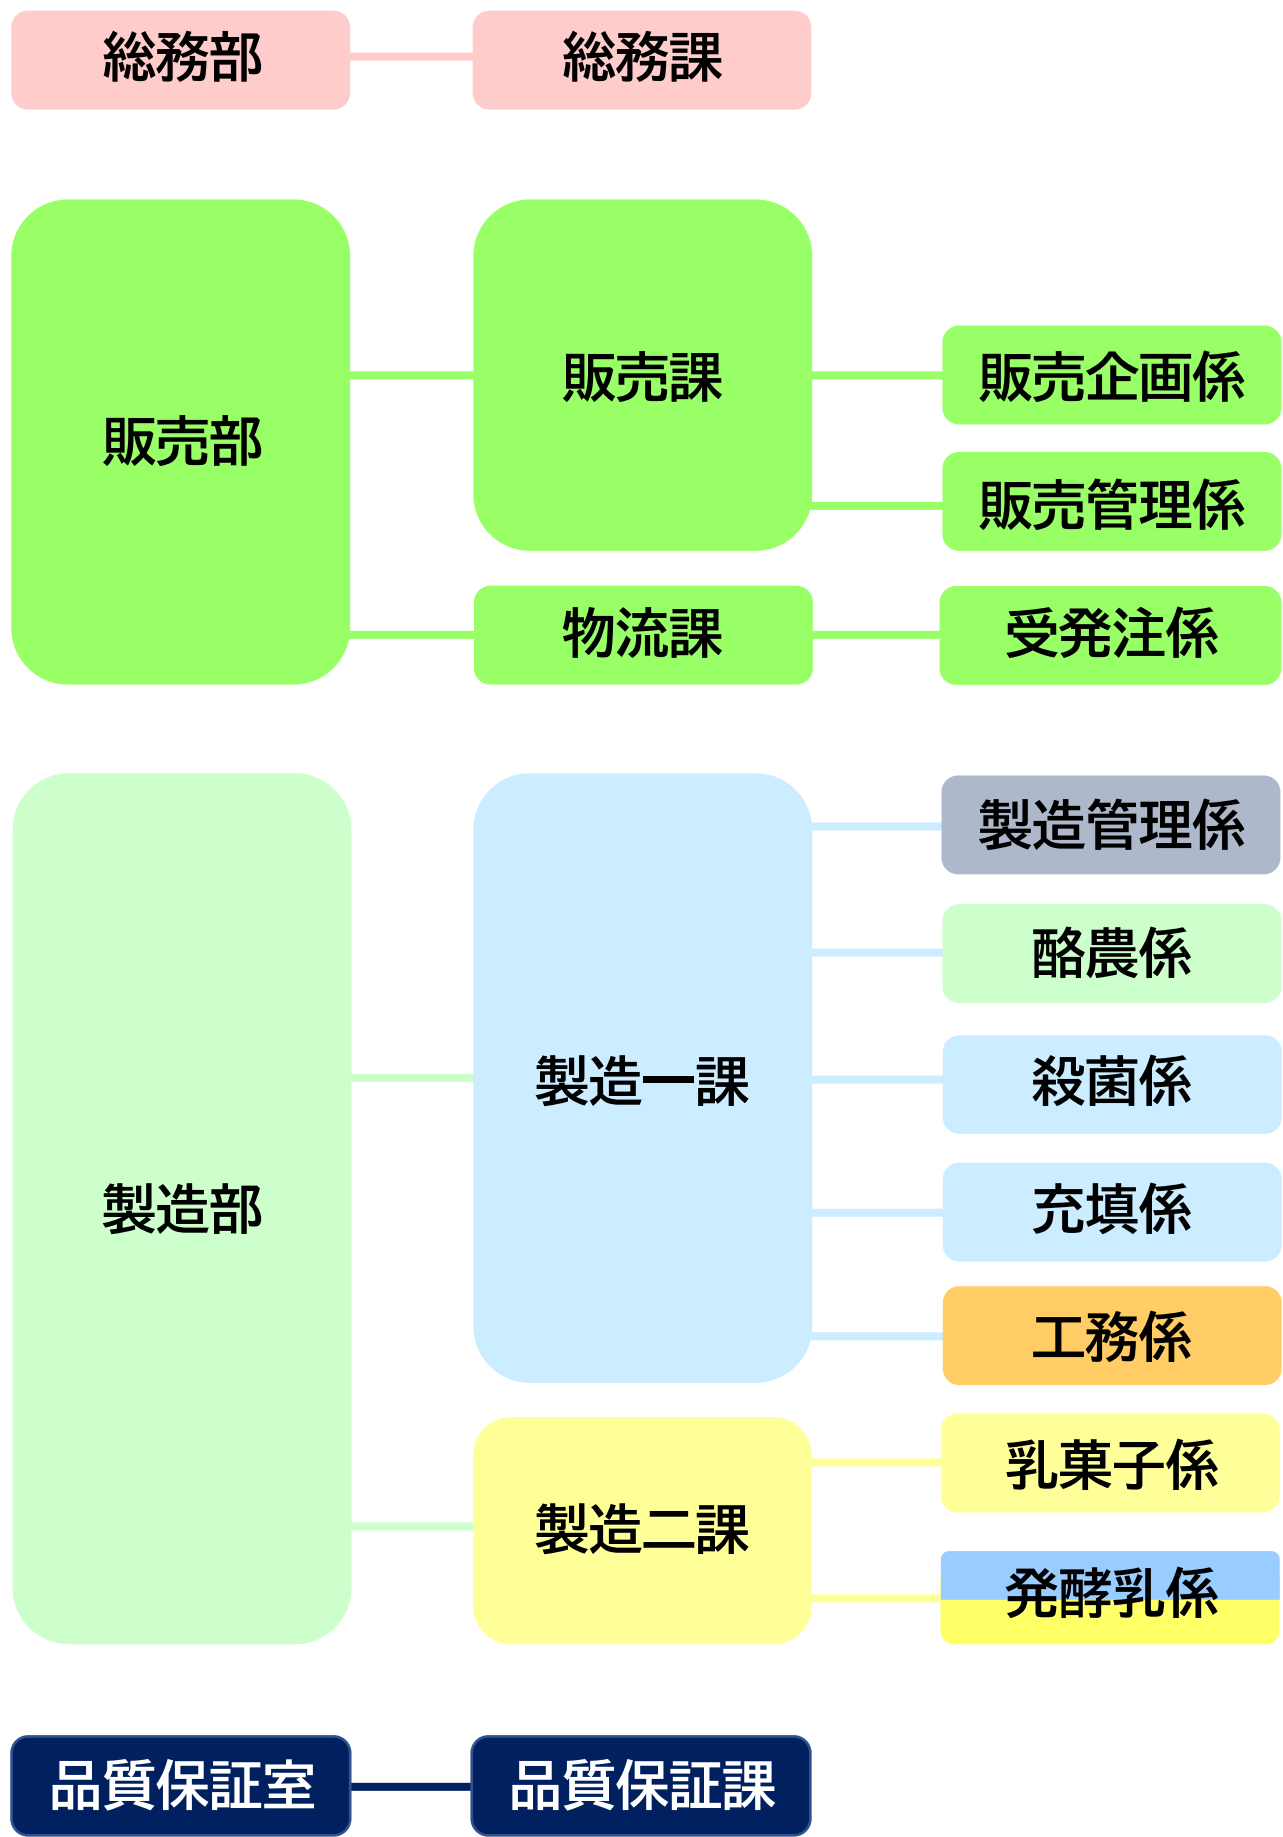 総務部
総務課
販売部
販売課
販売企画係
販売管理係
物流課
受発注係
製造部
製造一課
製造管理係
酪農係
殺菌係
充填係
工務係
製造二課
乳菓子係
発酵乳係
品質保証室
品質保証課